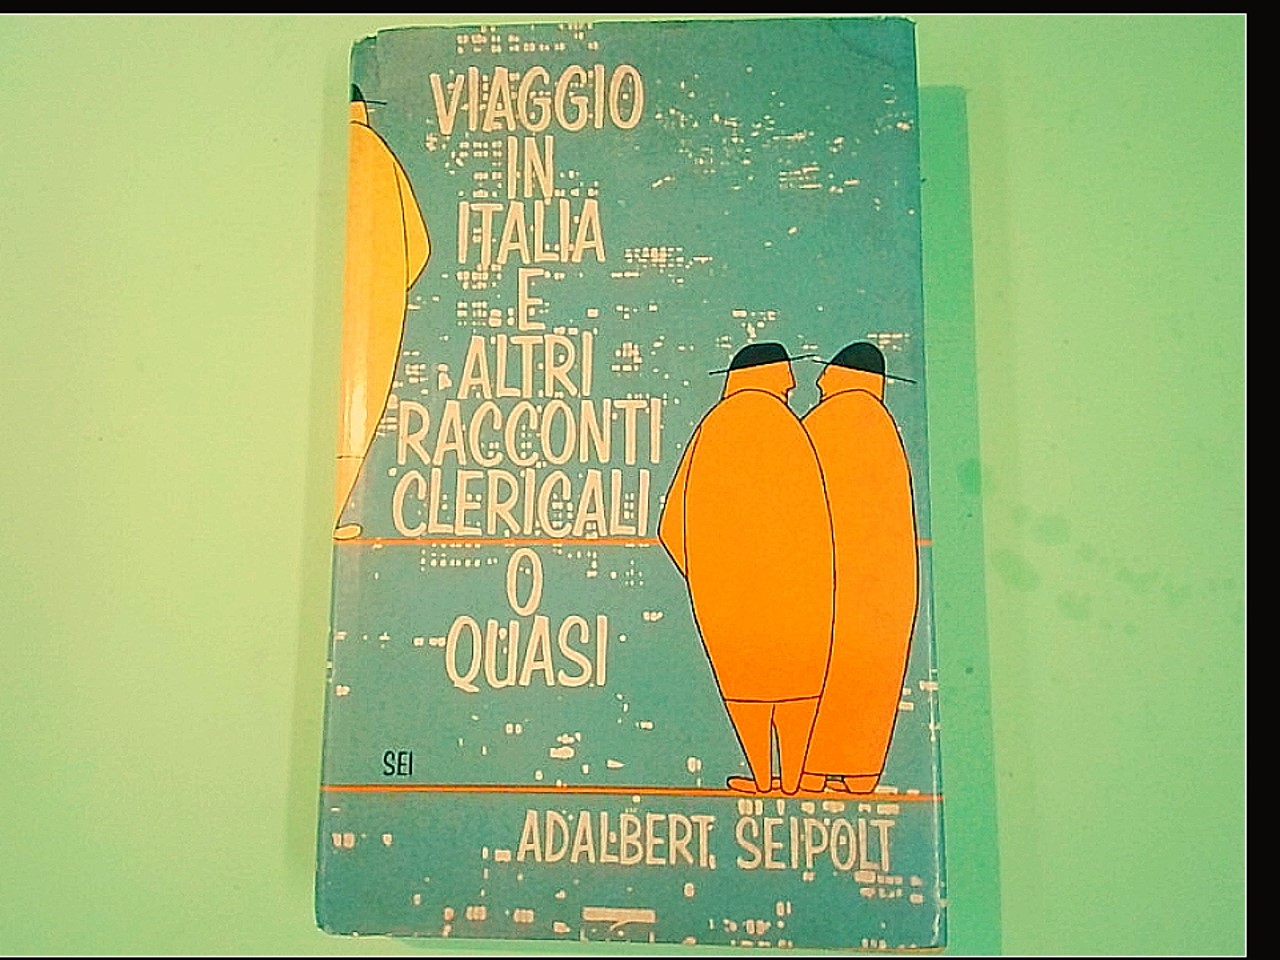 VIAGGIO
IN
ITALIA
E
ALTRI
RACCONTI
CLERICALI
O
QUASI
SEI
ADALBERT SEIPOLT